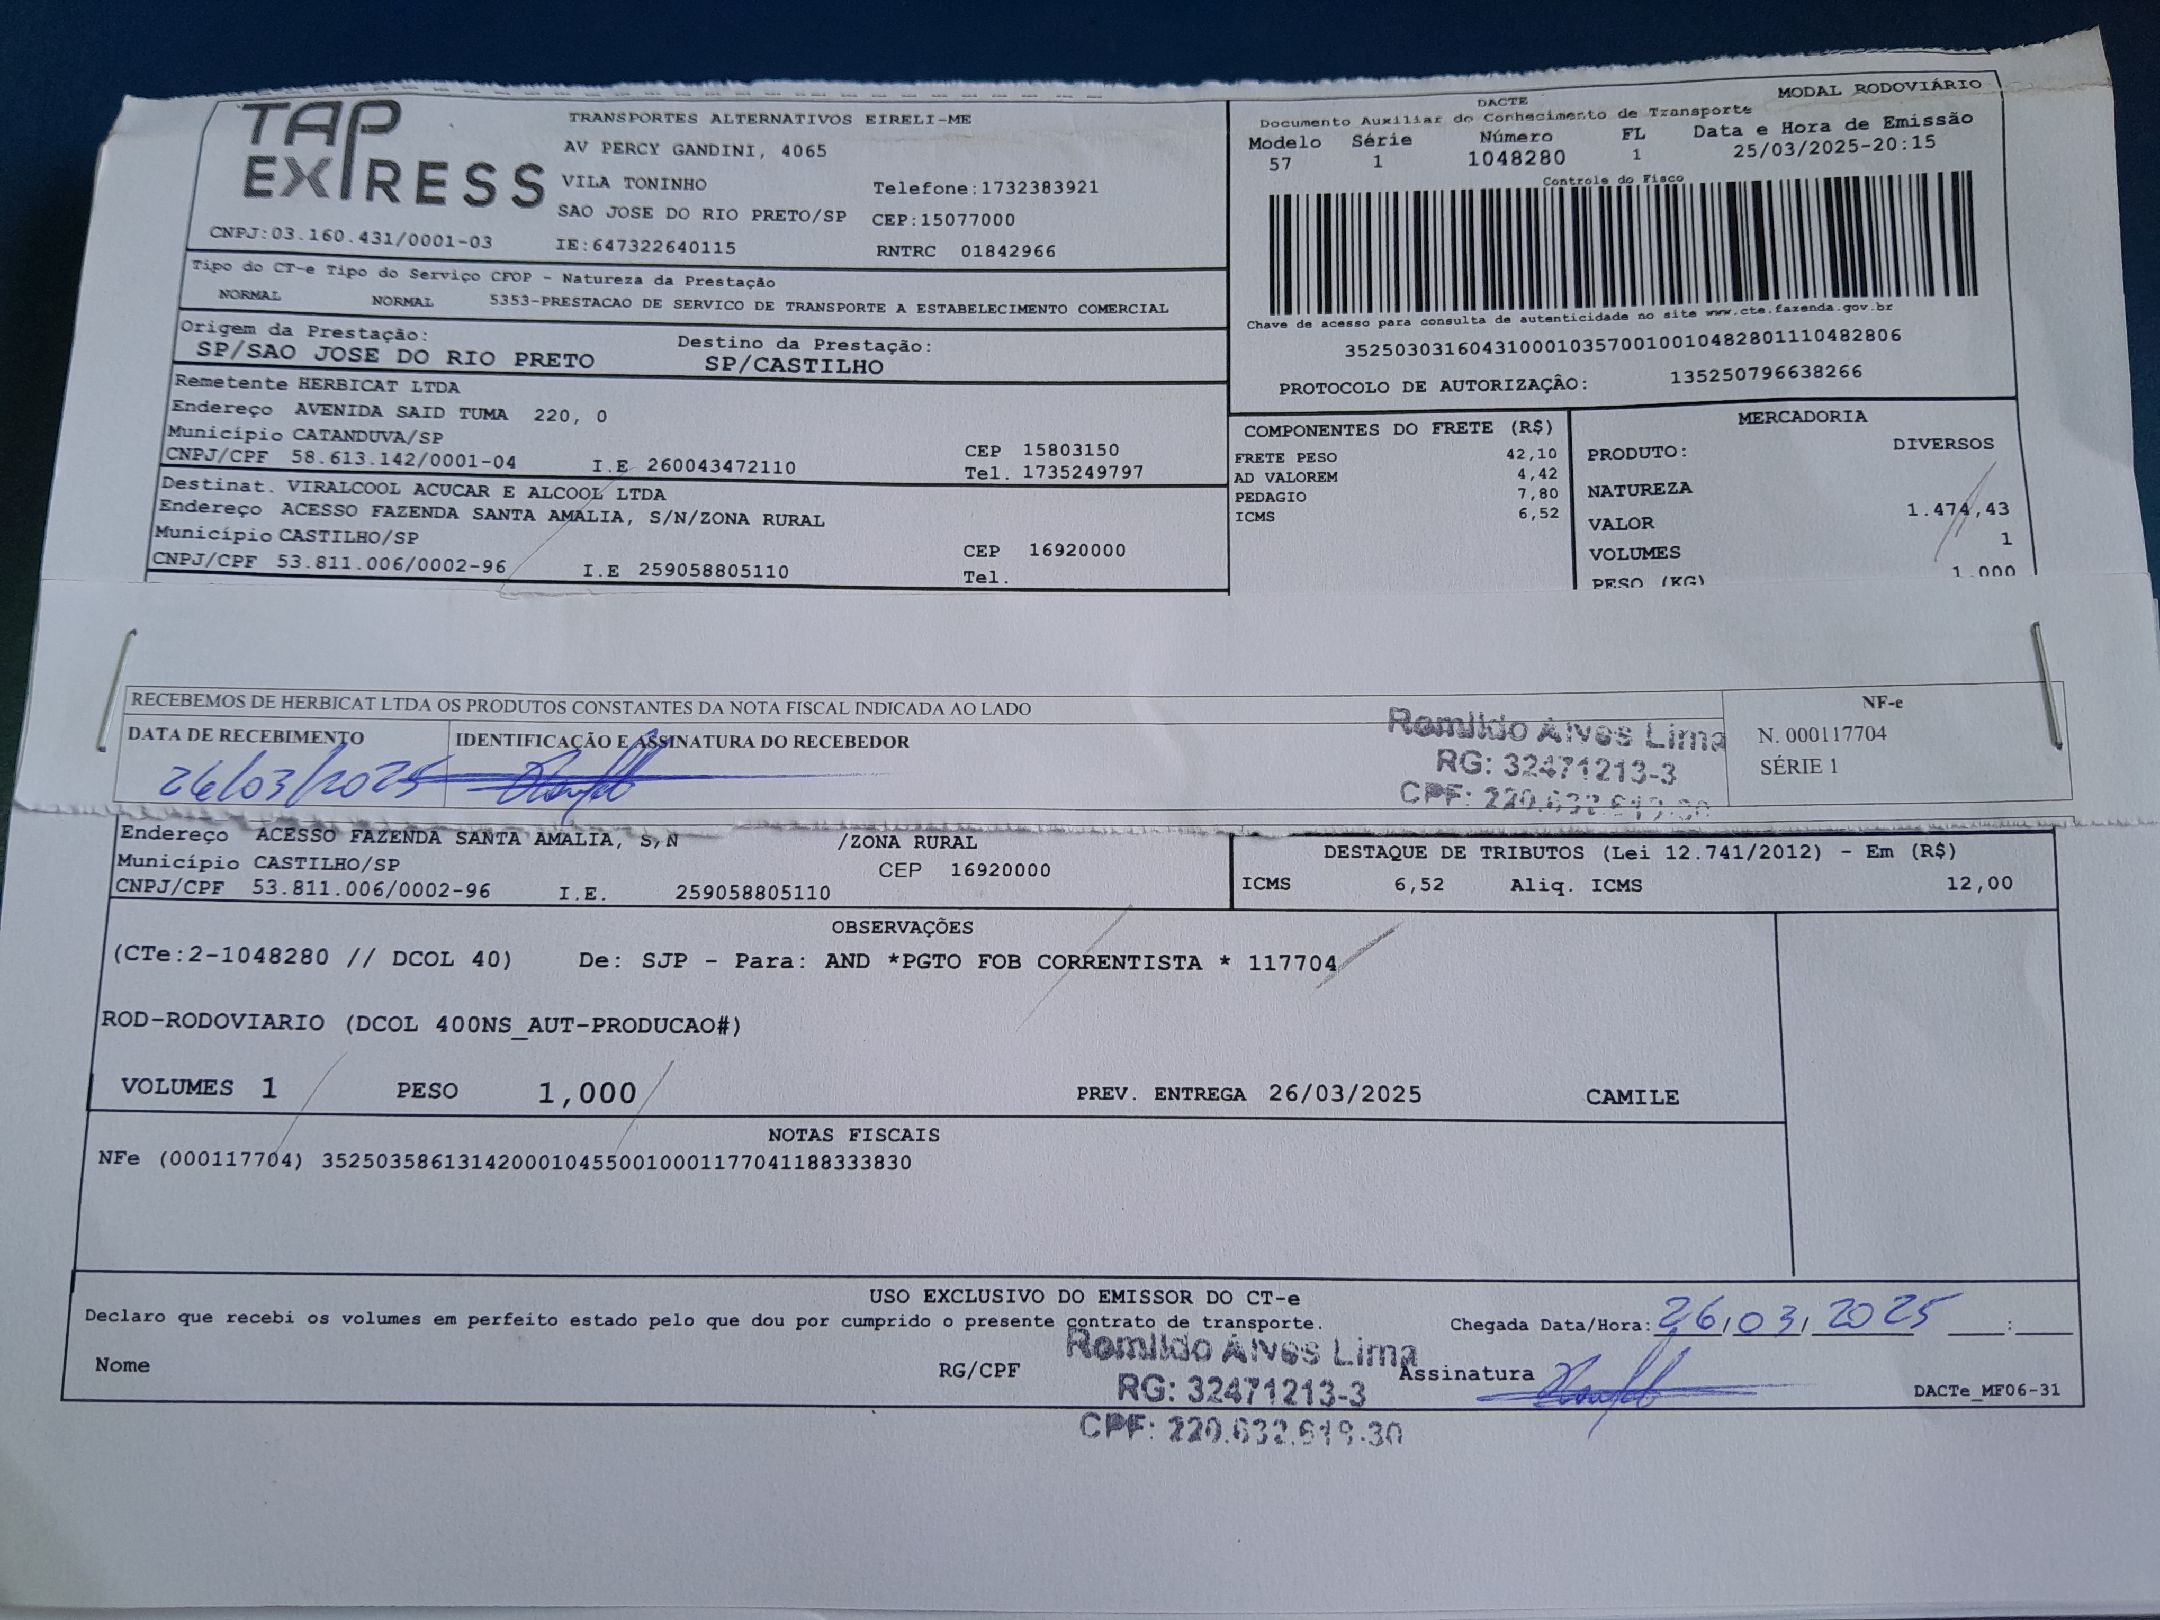 TAP EXPRESS
TRANSPORTES ALTERNATIVOS EIRELI-ME
AV PERCY GANDINI, 4065
VILA TONINHO Telefone:1732383921
SAO JOSE DO RIO PRETO/SP CEP:15077000
CNPJ:03.160.431/0001-03 IE:647322640115 RNTRC 01842966
MODAL RODOVIÁRIO
DACTE
Documento Auxiliar do Conhecimento de Transporte
Modelo Série Número FL Data e Hora de Emissão
57 1 1048280 1 25/03/2025-20:15
Controle do Fisco
Chave de acesso para consulta de autenticidade no site www.cte.fazenda.gov.br
35250303160431000103570010010482801110482806
PROTOCOLO DE AUTORIZAÇÃO: 135250796638266
Tipo do CT-e Tipo do Serviço CFOP - Natureza da Prestação
NORMAL NORMAL 5353-PRESTACAO DE SERVICO DE TRANSPORTE A ESTABELECIMENTO COMERCIAL
Origem da Prestação: Destino da Prestação:
SP/SAO JOSE DO RIO PRETO SP/CASTILHO
Remetente HERBICAT LTDA
Endereço AVENIDA SAID TUMA 220, 0
Município CATANDUVA/SP CEP 15803150
CNPJ/CPF 58.613.142/0001-04 I.E 260043472110 Tel. 1735249797
Destinat. VIRALCOOL ACUCAR E ALCOOL LTDA
Endereço ACESSO FAZENDA SANTA AMALIA, S/N/ZONA RURAL
Município CASTILHO/SP CEP 16920000
CNPJ/CPF 53.811.006/0002-96 I.E 259058805110 Tel.
COMPONENTES DO FRETE (R$)
FRETE PESO 42,10
AD VALOREM 4,42
PEDAGIO 7,80
ICMS 6,52
MERCADORIA
PRODUTO: DIVERSOS
NATUREZA
VALOR 1.474,43
VOLUMES 1
PESO (KG) 1.000
RECEBEMOS DE HERBICAT LTDA OS PRODUTOS CONSTANTES DA NOTA FISCAL INDICADA AO LADO
DATA DE RECEBIMENTO IDENTIFICAÇÃO E ASSINATURA DO RECEBEDOR
26/03/2025
Romildo Alves Lima
RG: 32471213-3
CPF: 220.632.619.30
NF-e
N. 000117704
SÉRIE 1
Endereço ACESSO FAZENDA SANTA AMALIA, S/N /ZONA RURAL
Município CASTILHO/SP CEP 16920000
CNPJ/CPF 53.811.006/0002-96 I.E. 259058805110
DESTAQUE DE TRIBUTOS (Lei 12.741/2012) - Em (R$)
ICMS 6,52 Aliq. ICMS 12,00
OBSERVAÇÕES
(CTe:2-1048280 // DCOL 40) De: SJP - Para: AND *PGTO FOB CORRENTISTA * 117704
ROD-RODOVIARIO (DCOL 400NS_AUT-PRODUCAO#)
VOLUMES 1 PESO 1,000 PREV. ENTREGA 26/03/2025 CAMILE
NOTAS FISCAIS
NFe (000117704) 35250358613142000104550010001177041188333830
USO EXCLUSIVO DO EMISSOR DO CT-e
Declaro que recebi os volumes em perfeito estado pelo que dou por cumprido o presente contrato de transporte. Chegada Data/Hora: 26/03/2025 :
Nome RG/CPF Assinatura
Romildo Alves Lima
RG: 32471213-3
CPF: 220.632.619.30
DACTe_MF06-31